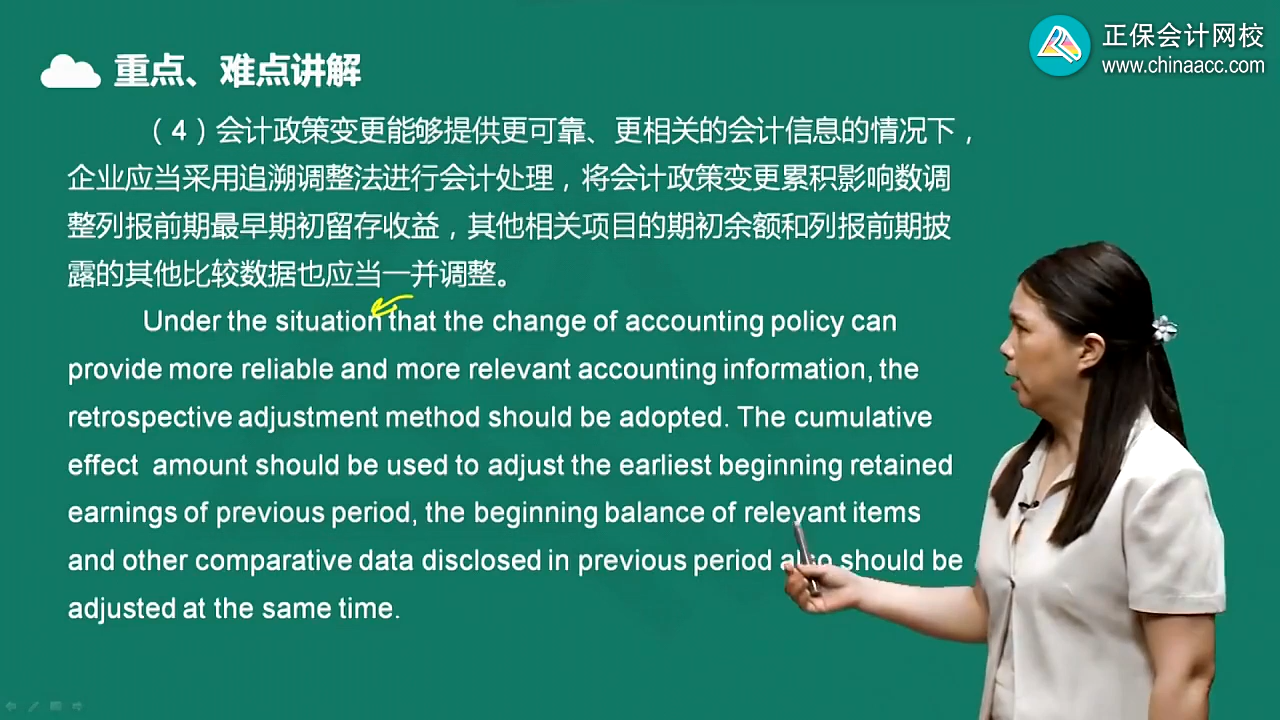 正保会计网校
www.chinaacc.com
重点、难点讲解
（4）会计政策变更能够提供更可靠、更相关的会计信息的情况下，
企业应当采用追溯调整法进行会计处理，将会计政策变更累积影响数调
整列报前期最早期初留存收益，其他相关项目的期初余额和列报前期披
露的其他比较数据也应当一并调整。
Under the situation that the change of accounting policy can
provide more reliable and more relevant accounting information, the
retrospective adjustment method should be adopted. The cumulative
effect amount should be used to adjust the earliest beginning retained
earnings of previous period, the beginning balance of relevant items
and other comparative data disclosed in previous period also should be
adjusted at the same time.